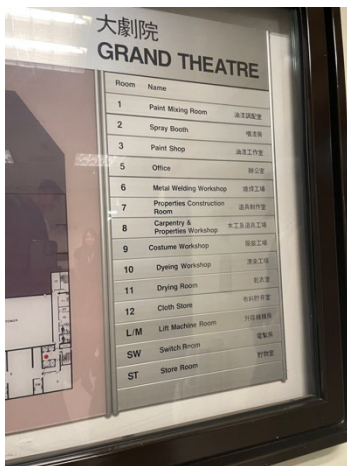 大劇院
GRAND THEATRE
Room Name
1 Paint Mixing Room 油漆調配室
2 Spray Booth 噴漆房
3 Paint Shop 油漆工作室
5 Office 辦公室
6 Metal Welding Workshop 燒焊工場
7 Properties Construction Room 道具制作室
8 Carpentry & Properties Workshop 木工及道具工場
9 Costume Workshop 服裝工場
10 Dyeing Workshop 漂染工場
11 Drying Room 乾衣室
12 Cloth Store 布料貯存室
L/M Lift Machine Room 升降機機房
SW Switch Room 電掣房
ST Store Room 貯物室